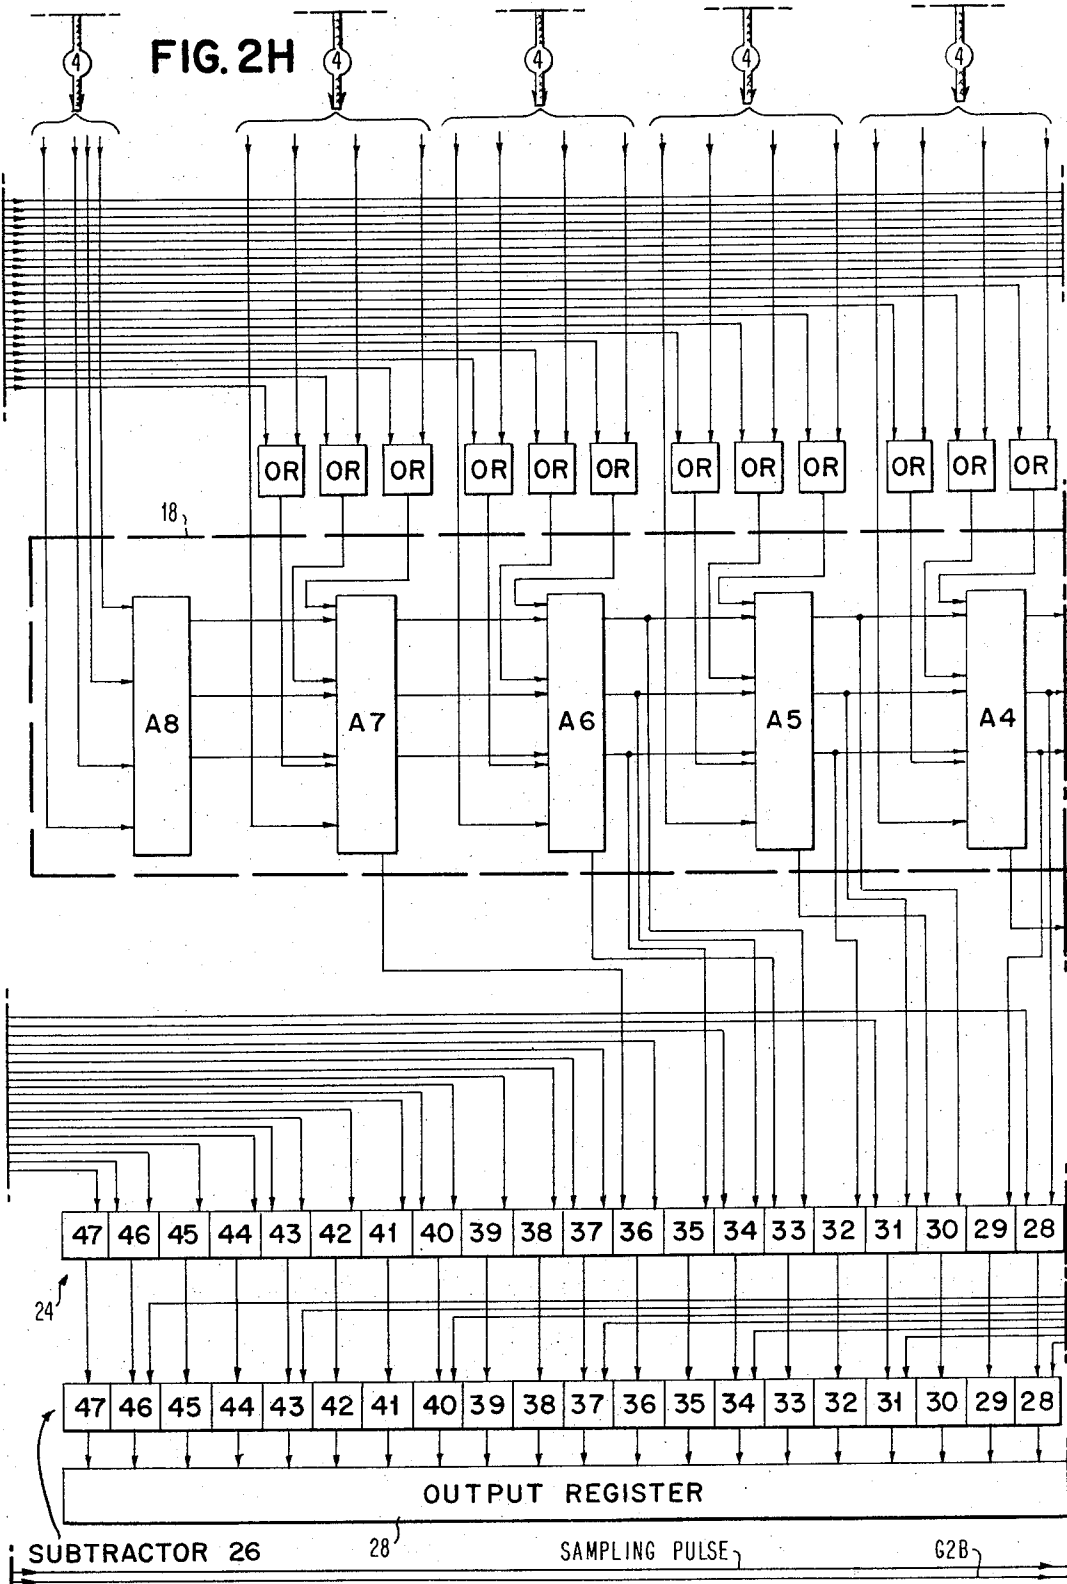 4 4 4 4 4
FIG. 2H
OR OR OR OR OR OR OR OR OR OR OR OR
18
A8 A7 A6 A5 A4
47 46 45 44 43 42 41 40 39 38 37 36 35 34 33 32 31 30 29 28
24
47 46 45 44 43 42 41 40 39 38 37 36 35 34 33 32 31 30 29 28
OUTPUT REGISTER
SUBTRACTOR 26 28 SAMPLING PULSE G2B